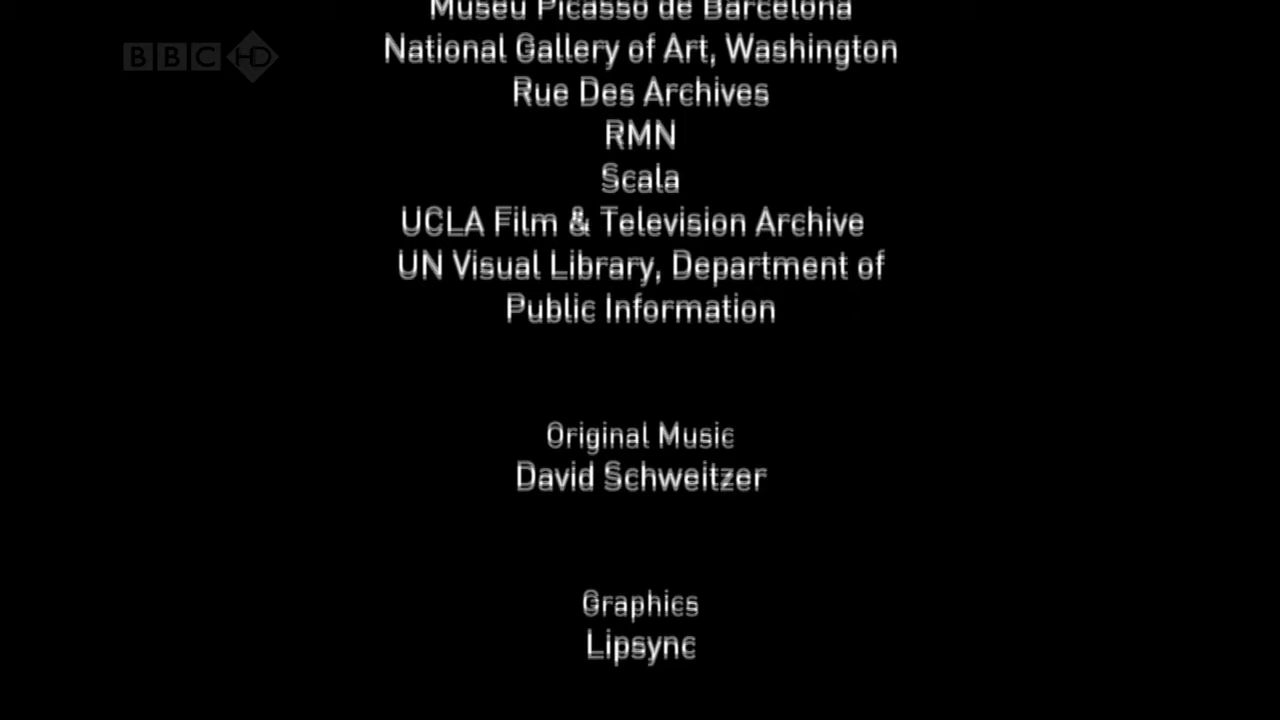 Museu Picasso de Barcelona
BBC HD
National Gallery of Art, Washington
Rue Des Archives
RMN
Scala
UCLA Film & Television Archive
UN Visual Library, Department of
Public Information
Original Music
David Schweitzer
Graphics
Lipsync